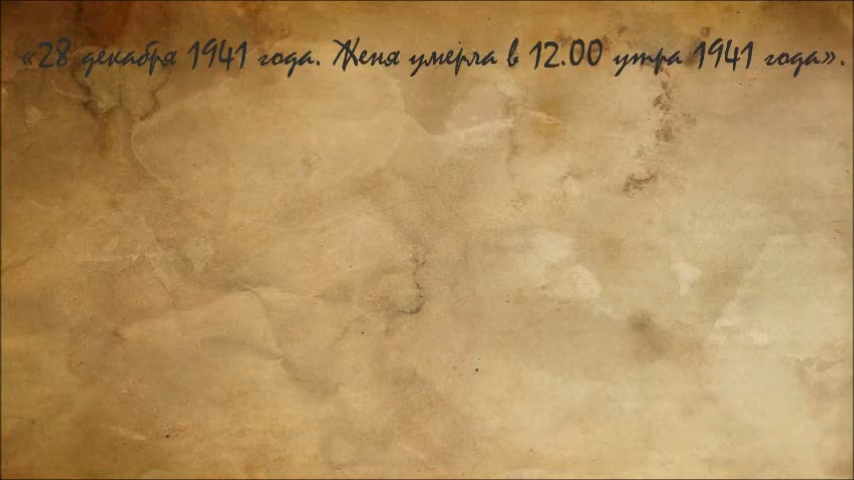 «28 декабря 1941 года. Женя умерла в 12.00 утра 1941 года».